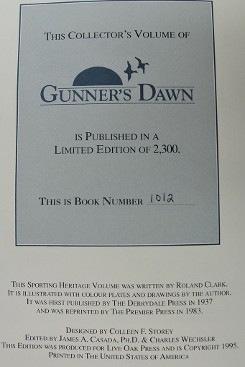 THIS COLLECTOR'S VOLUME OF
GUNNER'S DAWN
IS PUBLISHED IN A
LIMITED EDITION OF 2,300.
THIS IS BOOK NUMBER 1012
THIS SPORTING HERITAGE VOLUME WAS WRITTEN BY ROLAND CLARK.
IT IS ILLUSTRATED WITH COLOUR PLATES AND DRAWINGS BY THE AUTHOR.
IT WAS FIRST PUBLISHED BY THE DERRYDALE PRESS IN 1937
AND WAS REPRINTED BY THE PREMIER PRESS IN 1983.
DESIGNED BY COLLEEN F. STOREY
EDITED BY JAMES A. CASADA, PH.D. & CHARLES WECHSLER
THIS EDITION WAS PRODUCED FOR LIVE OAK PRESS AND IS COPYRIGHT 1995.
PRINTED IN THE UNITED STATES OF AMERICA